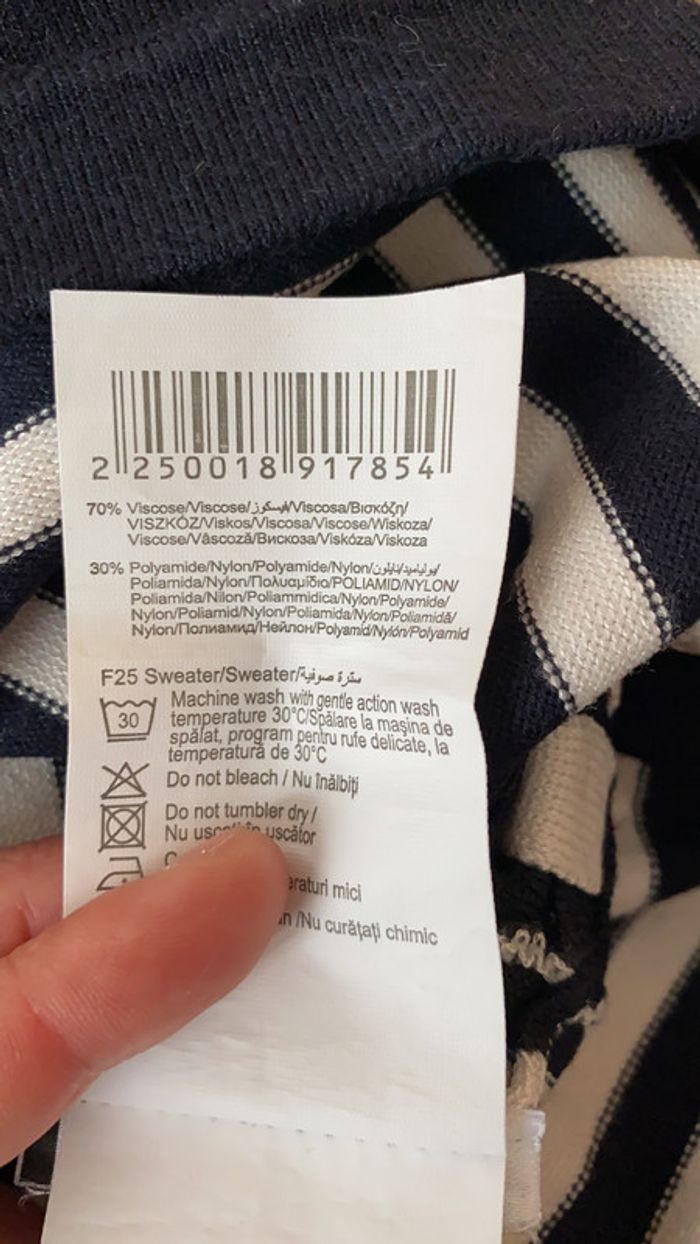 2 250018 917854
70% Viscose/Viscose/فيسكوز/Viscosa/Βισκόζη/
VISZKÓZ/Viskos/Viscosa/Viscose/Wiskoza/
Viscose/Vâscoză/Вискоза/Viskóza/Viskoza
30% Polyamide/Nylon/Polyamide/Nylon/بولياميد/نايلون/
Poliamida/Nylon/Πολυαμίδιο/POLIAMID/NYLON/
Poliamida/Nilon/Poliammidica/Nylon/Polyamide/
Nylon/Poliamid/Nylon/Poliamida/Nylon/Poliamidă/
Nylon/Полиамид/Нейлон/Polyamid/Nylón/Polyamid
F25 Sweater/Sweater/سترة صوفية
30
Machine wash with gentle action wash
temperature 30°C/Spălare la mașina de
spălat, program pentru rufe delicate, la
temperatură de 30°C
Do not bleach / Nu înălbiți
Do not tumbler dry /
Nu în uscător
mici
/Nu curățați chimic